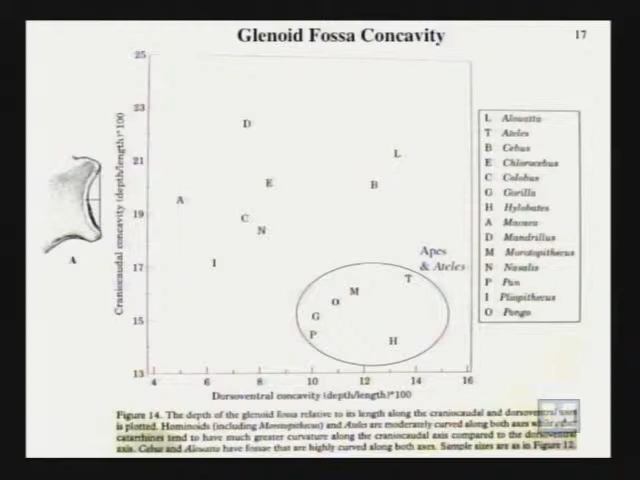 Glenoid Fossa Concavity
17
25
23
21
19
17
15
13
Craniocaudal concavity (depth/length)*100
4
6
8
10
12
14
16
Dorsoventral concavity (depth/length)*100
D
L
E
B
A
C
N
I
T
M
O
G
P
H
Apes
& Ateles
A
L Alouatta
T Ateles
B Cebus
E Chlorocebus
C Colobus
G Gorilla
H Hylobates
A Macaca
D Mandrillus
M Morotopithecus
N Nasalis
P Pan
I Pliopithecus
O Pongo
Figure 14. The depth of the glenoid fossa relative to its length along the craniocaudal and dorsoventral axes
is plotted. Hominoids (including Morotopithecus) and Ateles are moderately curved along both axes while other
catarrhines tend to have much greater curvature along the craniocaudal axis compared to the dorsoventral
axis. Cebus and Alouatta have fossae that are highly curved along both axes. Sample sizes are as in Figure 12.